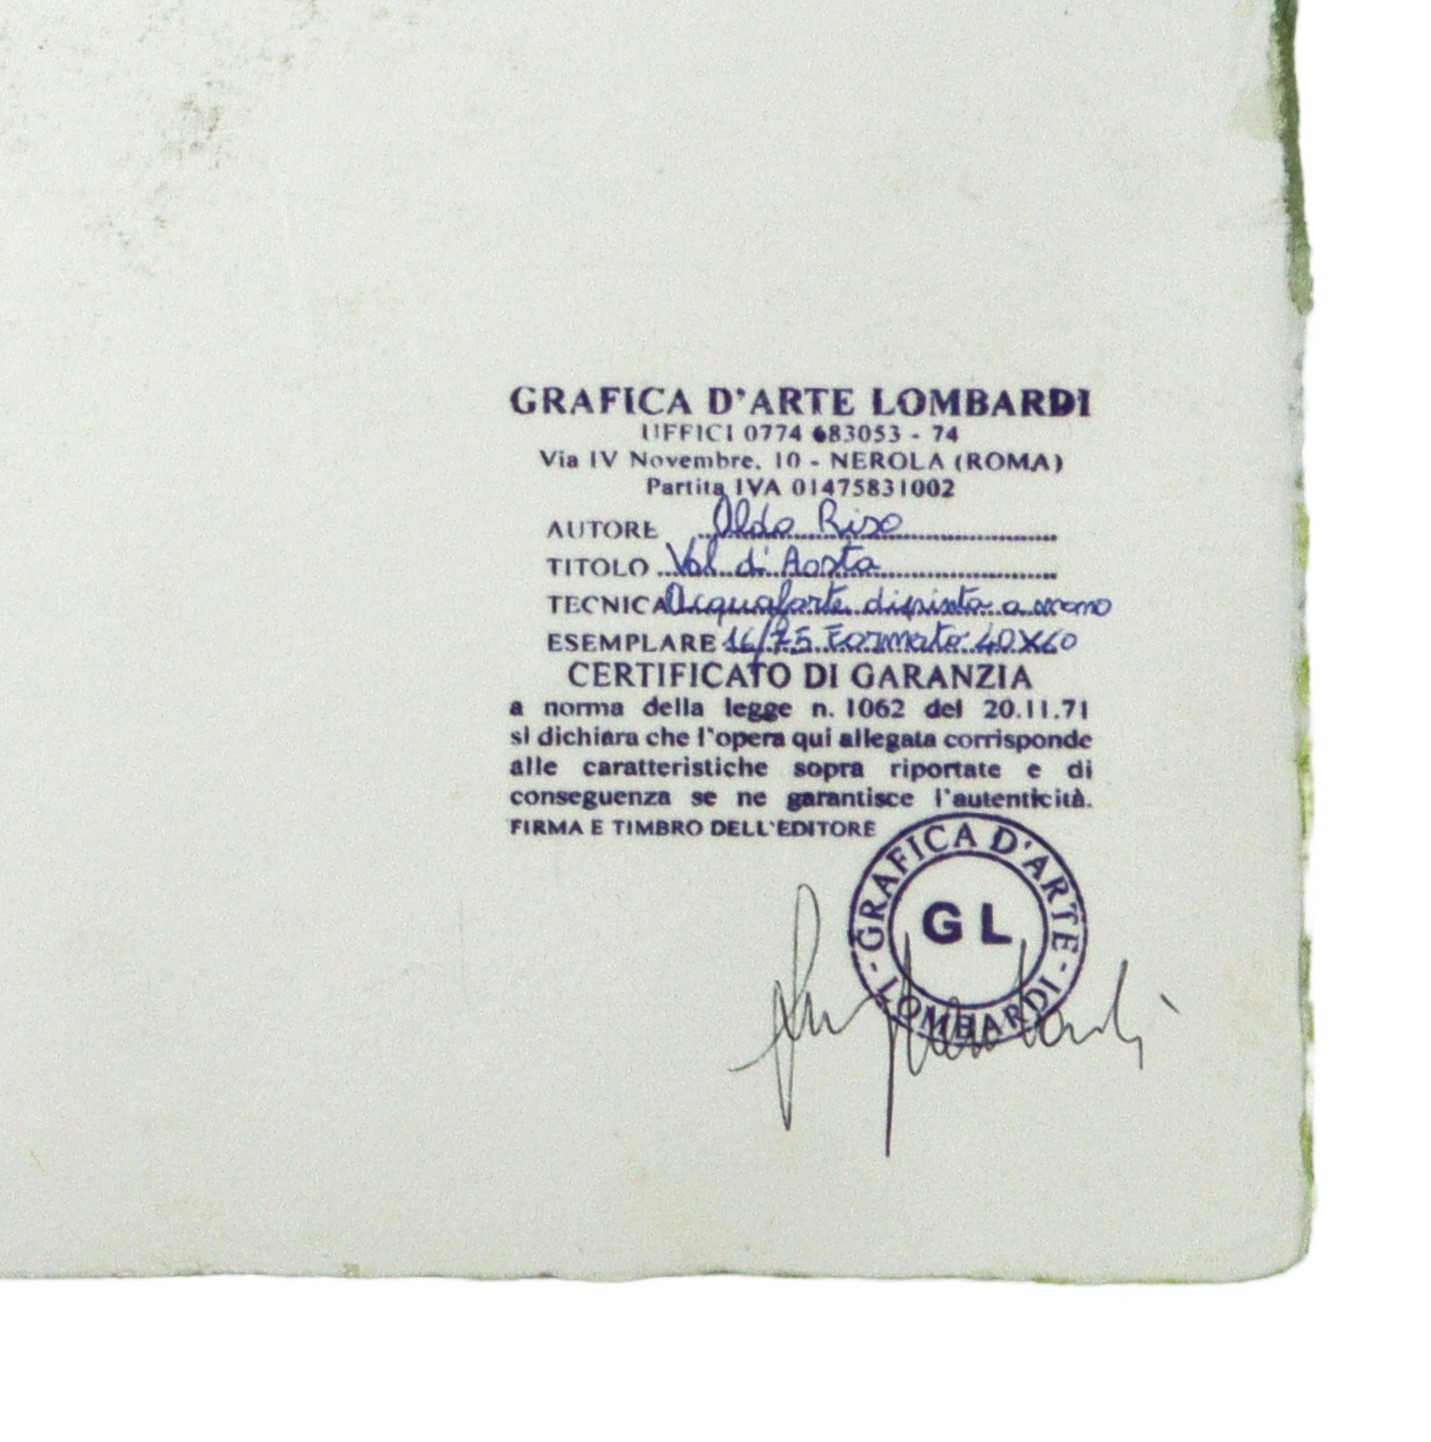 GRAFICA D'ARTE LOMBARDI
UFFICI 0774 683053 - 74
Via IV Novembre, 10 - NEROLA (ROMA)
Partita IVA 01475831002
AUTORE Aldo Riso
TITOLO Val d'Aosta
TECNICA Acquaforte dipinta a mano
ESEMPLARE 16/75 Formato 40X60
CERTIFICATO DI GARANZIA
a norma della legge n. 1062 del 20.11.71
si dichiara che l'opera qui allegata corrisponde
alle caratteristiche sopra riportate e di
conseguenza se ne garantisce l'autenticità.
FIRMA E TIMBRO DELL'EDITORE
- GRAFICA D'ARTE - LOMBARDI
GL